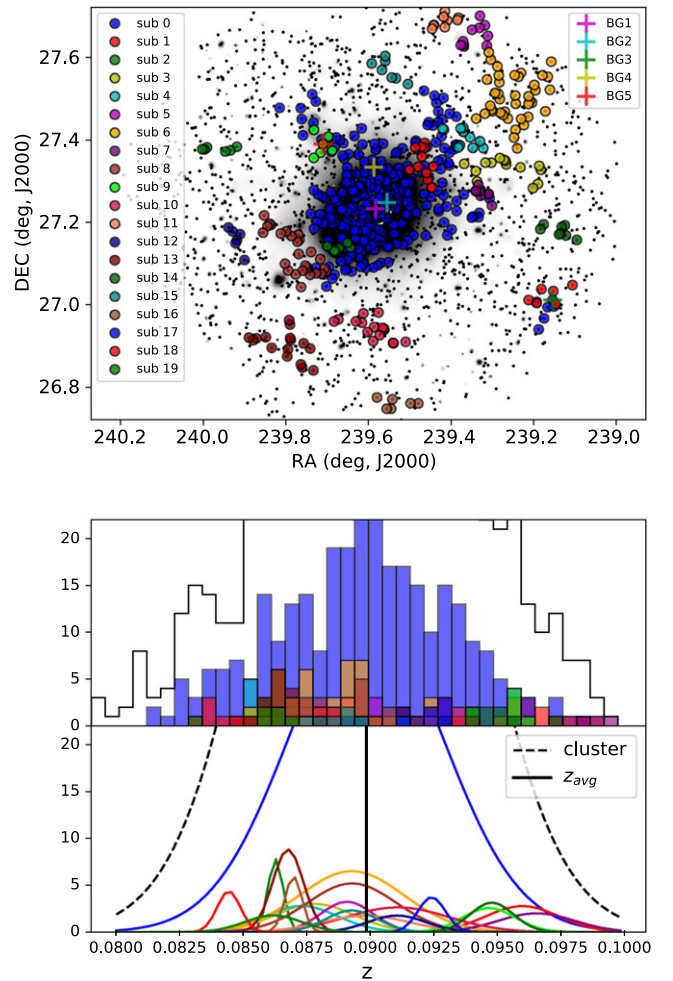 sub 0
sub 1
sub 2
sub 3
sub 4
sub 5
sub 6
sub 7
sub 8
sub 9
sub 10
sub 11
sub 12
sub 13
sub 14
sub 15
sub 16
sub 17
sub 18
sub 19
BG1
BG2
BG3
BG4
BG5
27.6
27.4
27.2
27.0
26.8
DEC (deg, J2000)
240.2 240.0 239.8 239.6 239.4 239.2 239.0
RA (deg, J2000)
20
15
10
5
0
cluster
z_avg
20
15
10
5
0
0.0800 0.0825 0.0850 0.0875 0.0900 0.0925 0.0950 0.0975 0.1000
z